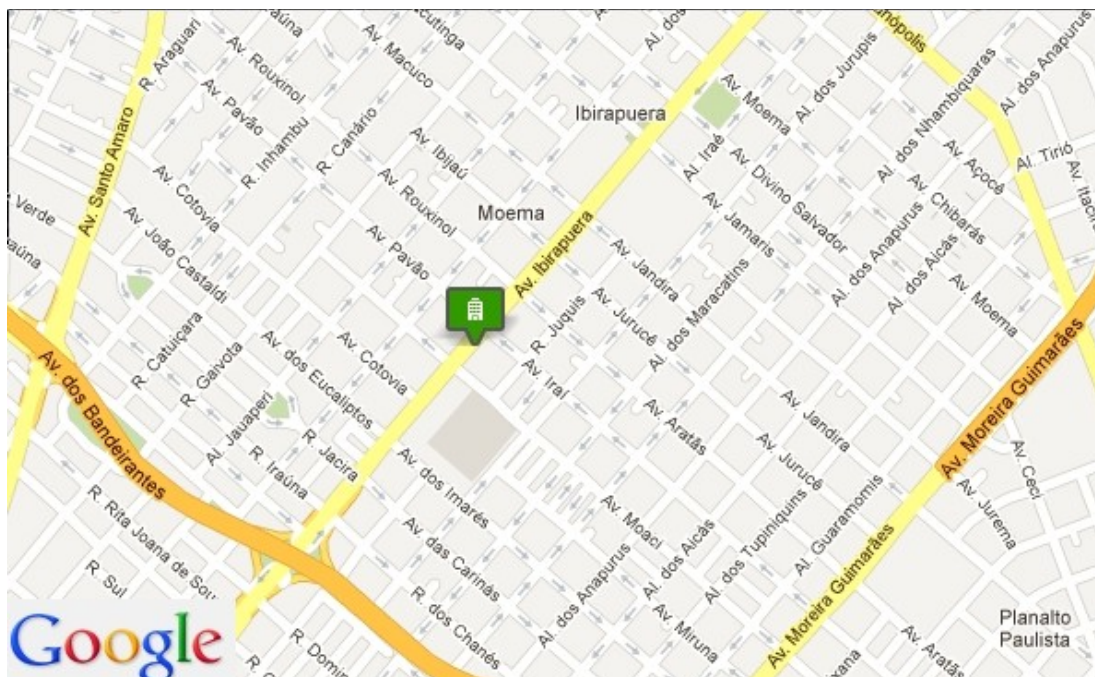 R. Araguari
Av. Rouxinol
Av. Macuco
Av. Pavão
R. Inhambu
R. Canário
Av. Ibijaú
Av. Santo Amaro
Av. Cotovia
Av. Rouxinol
Moema
Ibirapuera
Av. Moema
Al. dos Jurupis
Al. dos Nhambiquaras
Al. dos Anapurus
Al. Iraé
Av. Divino Salvador
Av. Açocê
Al. Tirió
Verde
Av. João Castaldi
Av. Pavão
Av. Ibirapuera
Av. Jandira
Av. Jamaris
Al. dos Anapurus
Av. Chibarás
Al. dos Aicás
Av. Moema
Av. Moreira Guimarães
Av. dos Bandeirantes
R. Catuiçara
R. Gaivota
Av. dos Eucaliptos
Av. Cotovia
R. Juquis
Av. Jurucê
Al. dos Maracatins
Av. Iraí
Av. Aratãs
Av. Jandira
Av. Jurucê
Al. Jauaperi
R. Iraúna
R. Jacira
Av. dos Imarés
Av. Moaci
Al. dos Aicás
Al. dos Tupiniquins
Al. Guaramomis
Av. Moreira Guimarães
Av. Ceci
Av. Jurema
R. Rita Joana de Sou
R. Sul
Av. das Carinás
R. dos Chanés
Al. dos Anapurus
Av. Miruna
Planalto
Paulista
Av. Aratãs
R. Domin
Google